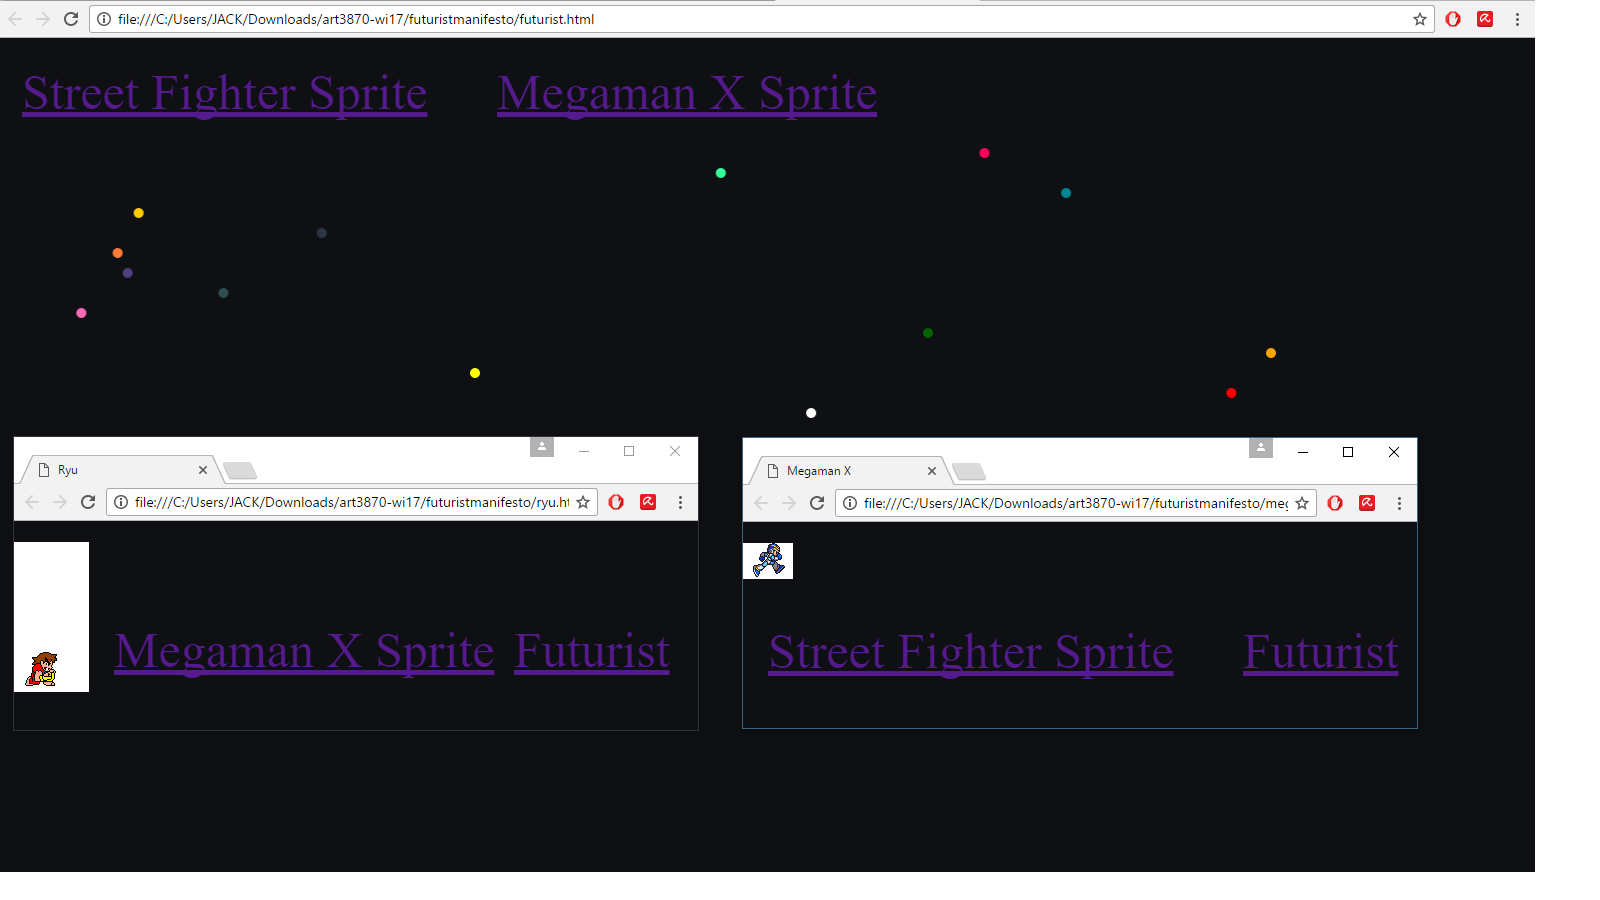 file:///C:/Users/JACK/Downloads/art3870-wi17/futuristmanifesto/futurist.html
Street Fighter Sprite Megaman X Sprite
Ryu
file:///C:/Users/JACK/Downloads/art3870-wi17/futuristmanifesto/ryu.ht
Megaman X Sprite Futurist
Megaman X
file:///C:/Users/JACK/Downloads/art3870-wi17/futuristmanifesto/meg
Street Fighter Sprite Futurist